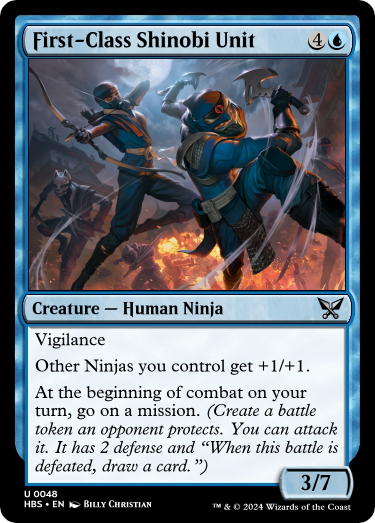 First-Class Shinobi Unit 4
Creature — Human Ninja
Vigilance
Other Ninjas you control get +1/+1.
At the beginning of combat on your
turn, go on a mission. (Create a battle
token an opponent protects. You can attack
it. It has 2 defense and “When this battle is
defeated, draw a card.”)
3/7
U 0048
HBS • EN Billy Christian
™ & © 2024 Wizards of the Coast